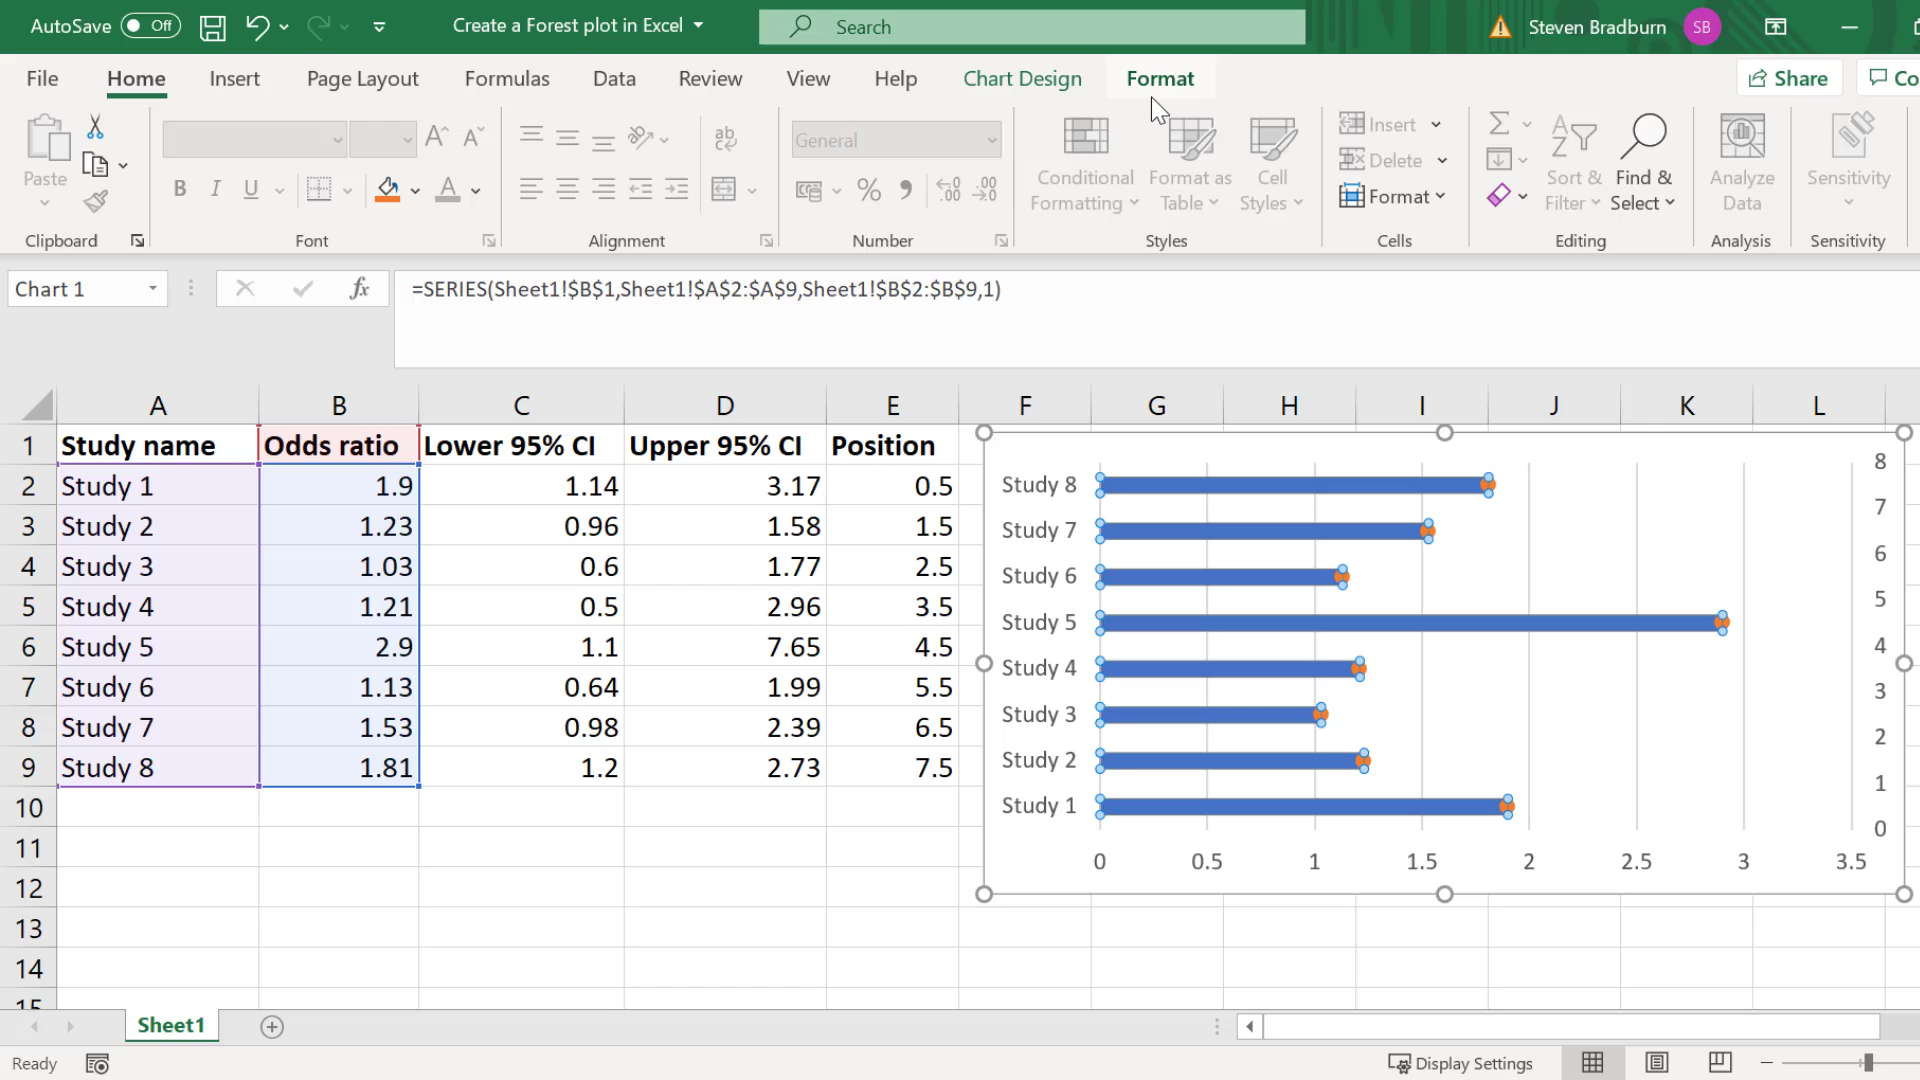 AutoSave Off Create a Forest plot in Excel Search Steven Bradburn SB
File Home Insert Page Layout Formulas Data Review View Help Chart Design Format Share Co
Paste
General
Conditional Formatting
Format as Table
Cell Styles
Insert
Delete
Format
Sort & Filter
Find & Select
Analyze Data
Sensitivity
Clipboard Font Alignment Number Styles Cells Editing Analysis Sensitivity
Chart 1 fx =SERIES(Sheet1!$B$1,Sheet1!$A$2:$A$9,Sheet1!$B$2:$B$9,1)
A B C D E F G H I J K L
1 Study name Odds ratio Lower 95% CI Upper 95% CI Position
2 Study 1 1.9 1.14 3.17 0.5
3 Study 2 1.23 0.96 1.58 1.5
4 Study 3 1.03 0.6 1.77 2.5
5 Study 4 1.21 0.5 2.96 3.5
6 Study 5 2.9 1.1 7.65 4.5
7 Study 6 1.13 0.64 1.99 5.5
8 Study 7 1.53 0.98 2.39 6.5
9 Study 8 1.81 1.2 2.73 7.5
10
11
12
13
14
15
8
Study 8
7
Study 7
6
Study 6
5
Study 5
4
Study 4
3
Study 3
2
Study 2
1
Study 1
0
0 0.5 1 1.5 2 2.5 3 3.5
Sheet1
Ready Display Settings